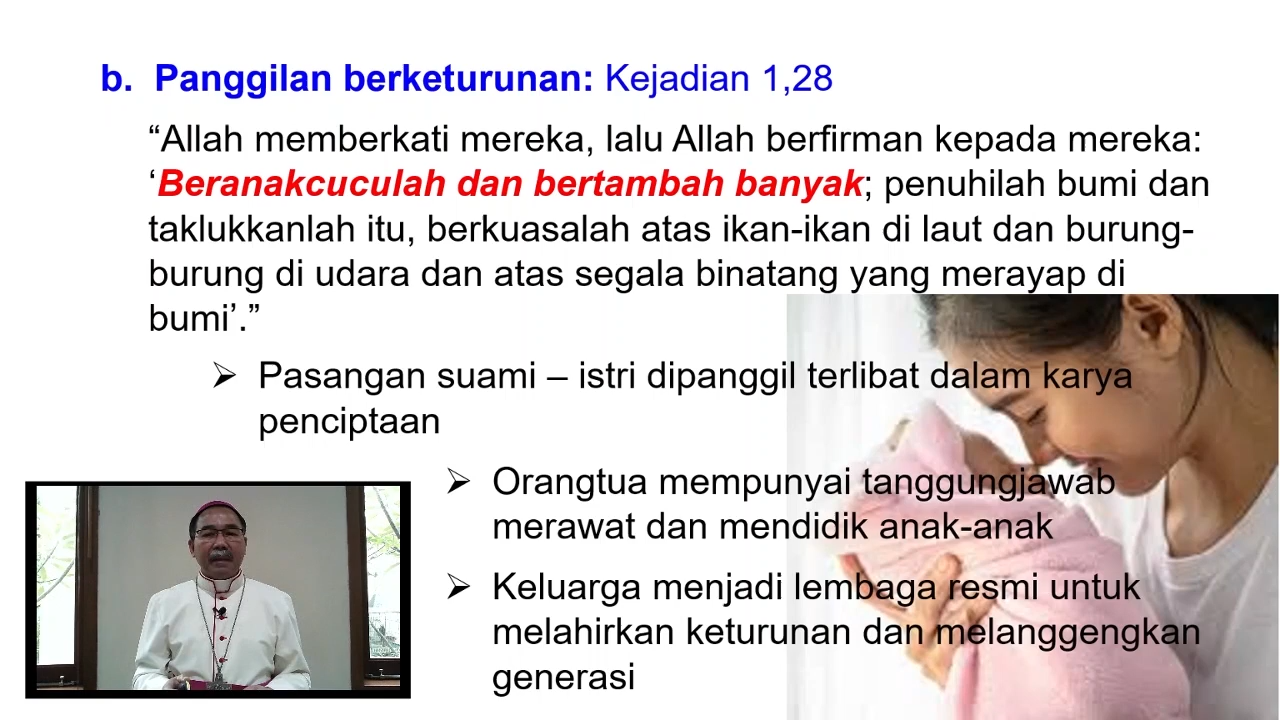 b. Panggilan berketurunan: Kejadian 1,28
“Allah memberkati mereka, lalu Allah berfirman kepada mereka:
‘Beranakcuculah dan bertambah banyak; penuhilah bumi dan
taklukkanlah itu, berkuasalah atas ikan-ikan di laut dan burung-
burung di udara dan atas segala binatang yang merayap di
bumi’.”
➢ Pasangan suami – istri dipanggil terlibat dalam karya
penciptaan
➢ Orangtua mempunyai tanggungjawab
merawat dan mendidik anak-anak
➢ Keluarga menjadi lembaga resmi untuk
melahirkan keturunan dan melanggengkan
generasi